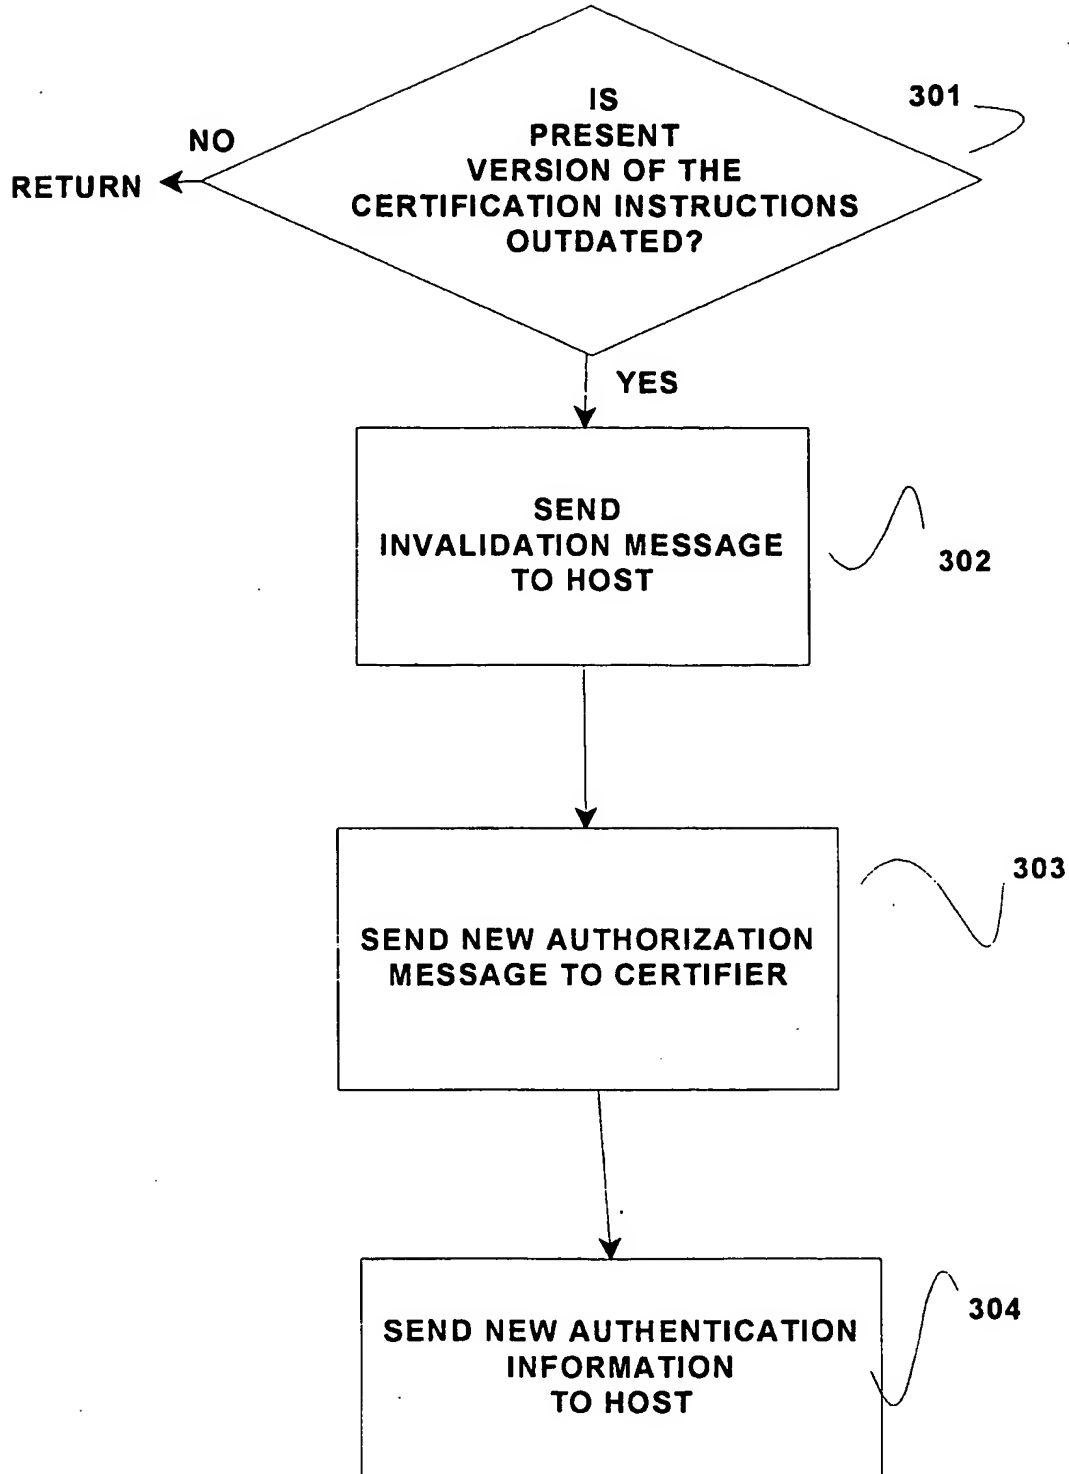 IS
PRESENT
VERSION OF THE
CERTIFICATION INSTRUCTIONS
OUTDATED?
301
NO
RETURN
YES
SEND
INVALIDATION MESSAGE
TO HOST
302
303
SEND NEW AUTHORIZATION
MESSAGE TO CERTIFIER
SEND NEW AUTHENTICATION
INFORMATION
TO HOST
304